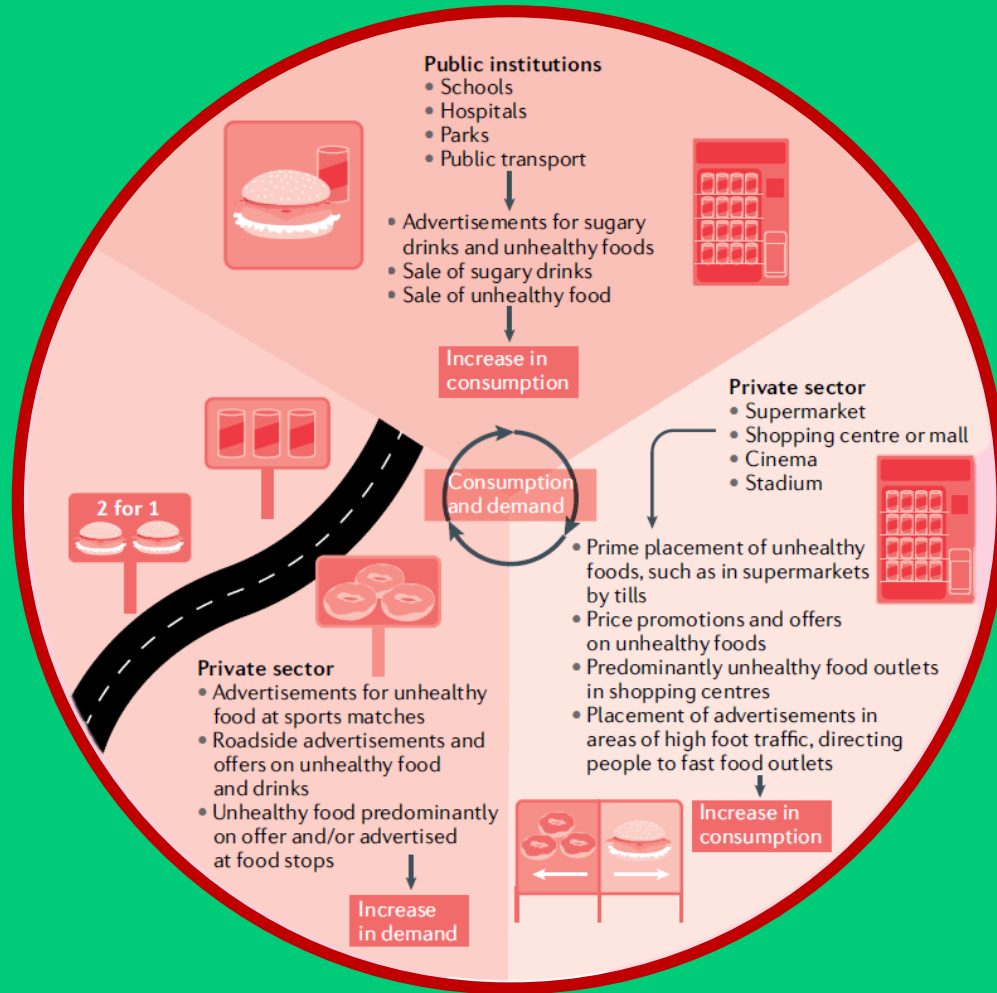 Public institutions
• Schools
• Hospitals
• Parks
• Public transport
• Advertisements for sugary
drinks and unhealthy foods
• Sale of sugary drinks
• Sale of unhealthy food
Increase in
consumption
Consumption
and demand
Private sector
• Supermarket
• Shopping centre or mall
• Cinema
• Stadium
• Prime placement of unhealthy
foods, such as in supermarkets
by tills
• Price promotions and offers
on unhealthy foods
• Predominantly unhealthy food outlets
in shopping centres
• Placement of advertisements in
areas of high foot traffic, directing
people to fast food outlets
Increase in
consumption
2 for 1
Private sector
• Advertisements for unhealthy
food at sports matches
• Roadside advertisements and
offers on unhealthy food
and drinks
• Unhealthy food predominantly
on offer and/or advertised
at food stops
Increase
in demand